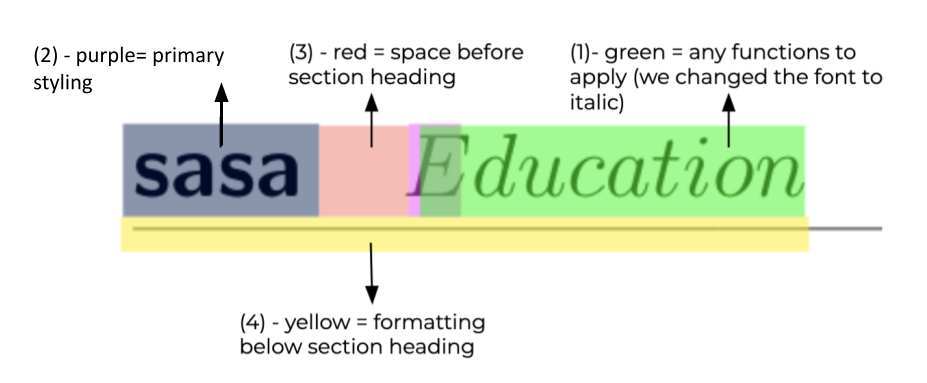 (2) - purple= primary
styling
(3) - red = space before
section heading
(1)- green = any functions to
apply (we changed the font to
italic)
sasa Education
(4) - yellow = formatting
below section heading